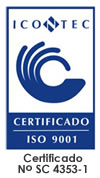 ICONTEC
CERTIFICADO
ISO 9001
Certificado
Nº SC 4353-1